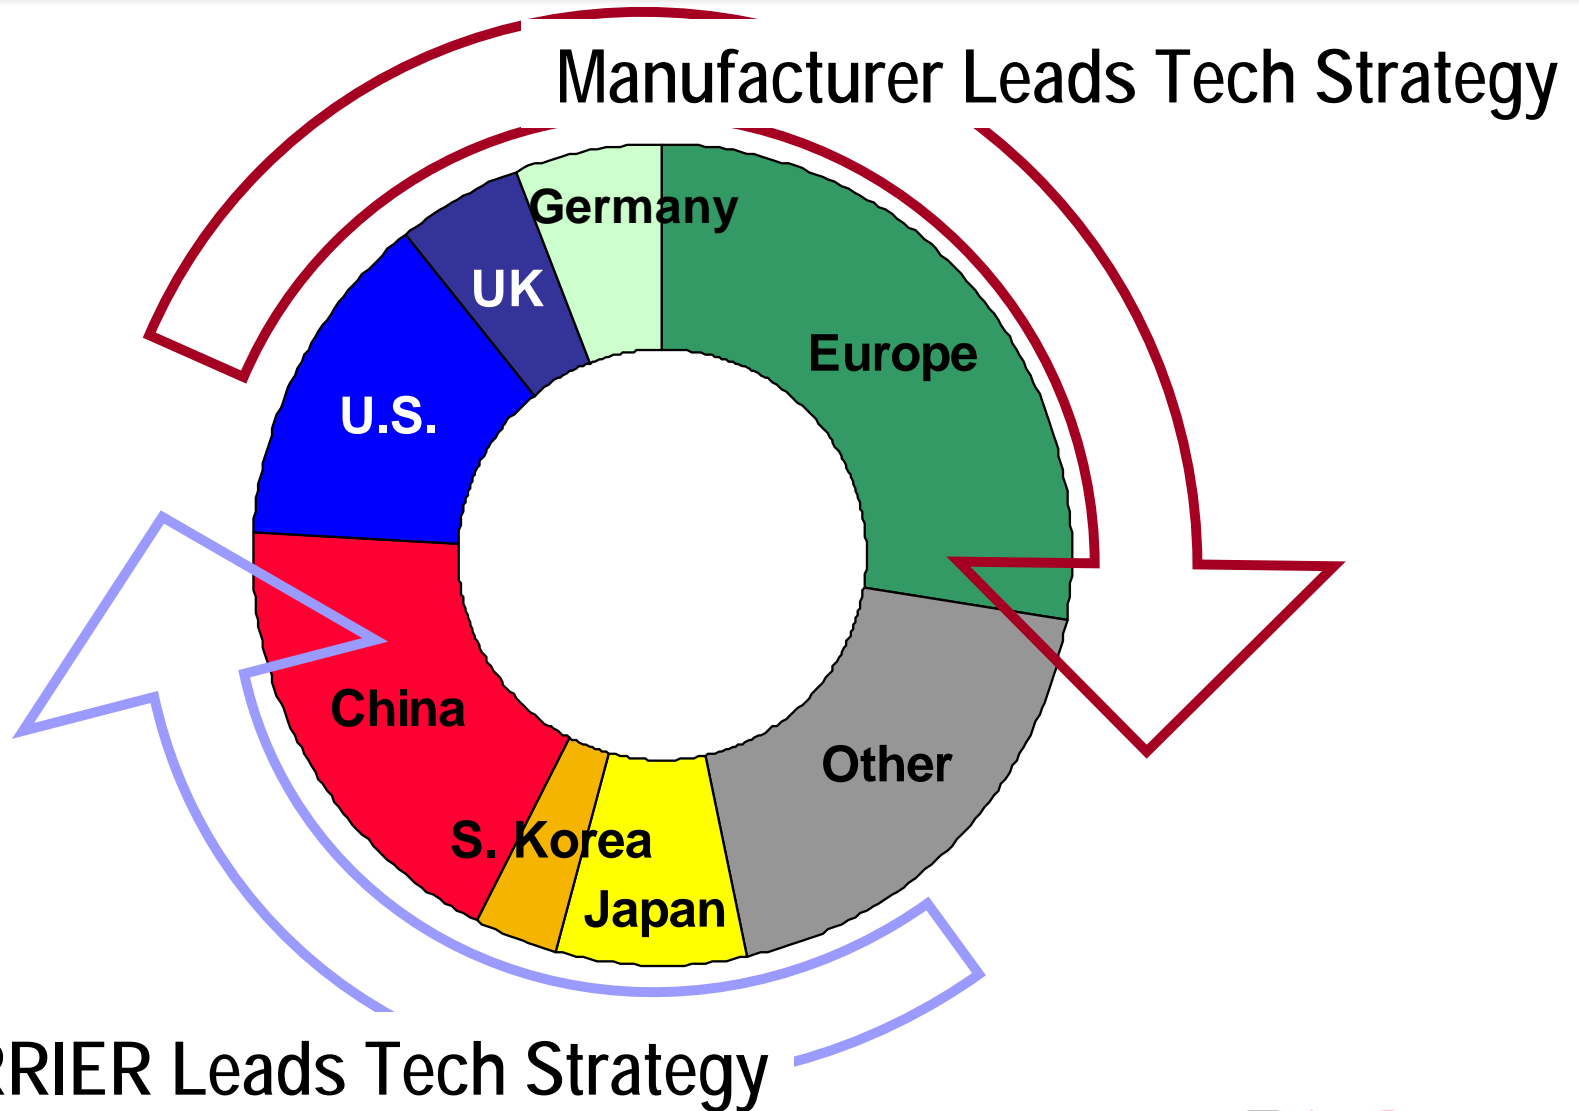 Manufacturer Leads Tech Strategy
Germany
UK
Europe
U.S.
China
Other
S. Korea
Japan
RRIER Leads Tech Strategy